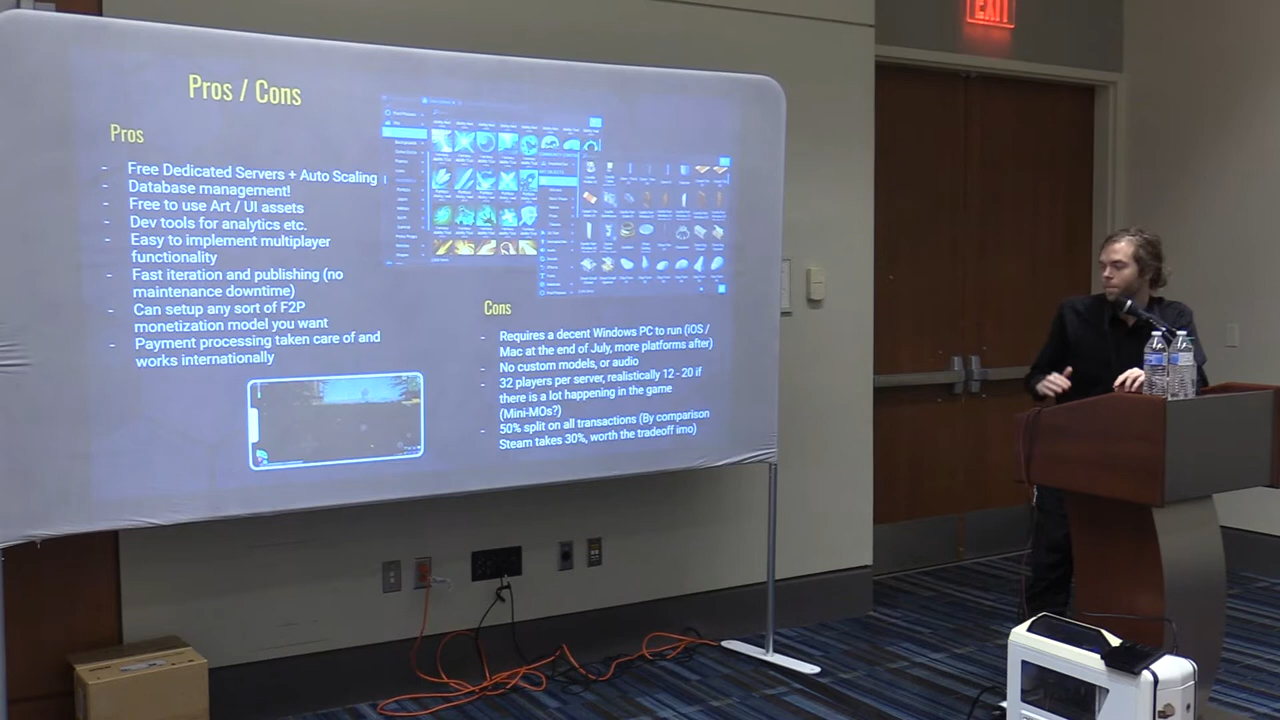 EXIT
Pros / Cons
Pros
- Free Dedicated Servers + Auto Scaling
- Database management!
- Free to use Art / UI assets
- Dev tools for analytics etc.
- Easy to implement multiplayer
functionality
- Fast iteration and publishing (no
maintenance downtime)
- Can setup any sort of F2P
monetization model you want
- Payment processing taken care of and
works internationally
Cons
- Requires a decent Windows PC to run (iOS /
Mac at the end of July, more platforms after)
- No custom models, or audio
- 32 players per server, realistically 12 - 20 if
there is a lot happening in the game
(Mini-MOs?)
- 50% split on all transactions (By comparison
Steam takes 30%, worth the tradeoff imo)